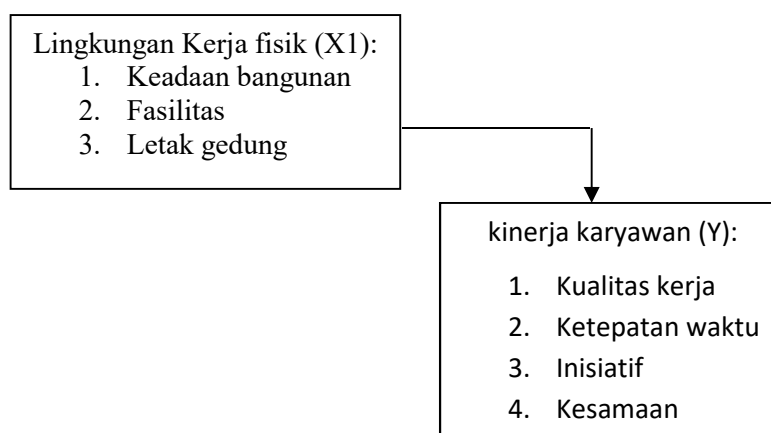 Lingkungan Kerja fisik (X1):
1. Keadaan bangunan
2. Fasilitas
3. Letak gedung
kinerja karyawan (Y):
1. Kualitas kerja
2. Ketepatan waktu
3. Inisiatif
4. Kesamaan